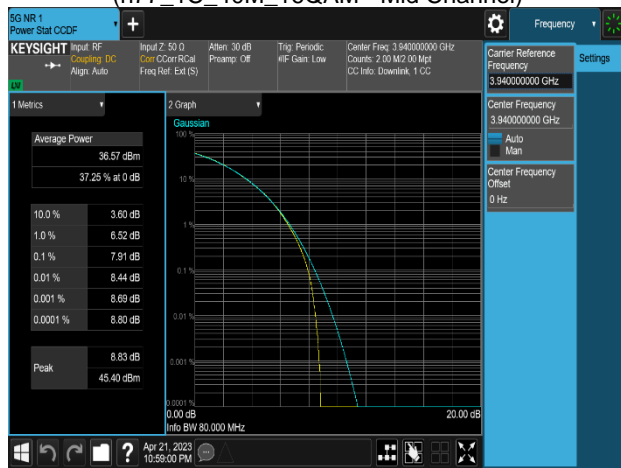 (n77_1C_10M_16QAM - Mid Channel)
5G NR 1
Power Stat CCDF
+
Frequency
KEYSIGHT
Input: RF
Coupling: DC
Align: Auto
Input Z: 50 Ω
Corr CCorr RCal
Freq Ref: Ext (S)
Atten: 30 dB
Preamp: Off
Trig: Periodic
#IF Gain: Low
Center Freq: 3.940000000 GHz
Counts: 2.00 M/2.00 Mpt
CC Info: Downlink, 1 CC
Carrier Reference
Frequency
3.940000000 GHz
Settings
Center Frequency
3.940000000 GHz
Auto
Man
Center Frequency
Offset
0 Hz
1 Metrics
Average Power
36.57 dBm
37.25 % at 0 dB
10.0 % 3.60 dB
1.0 % 6.52 dB
0.1 % 7.91 dB
0.01 % 8.44 dB
0.001 % 8.69 dB
0.0001 % 8.80 dB
Peak
8.83 dB
45.40 dBm
2 Graph
Gaussian
100 %
10 %
1 %
0.1 %
0.01 %
0.001 %
0.0001 %
0.00 dB 20.00 dB
Info BW 80.000 MHz
?
Apr 21, 2023
10:59:00 PM